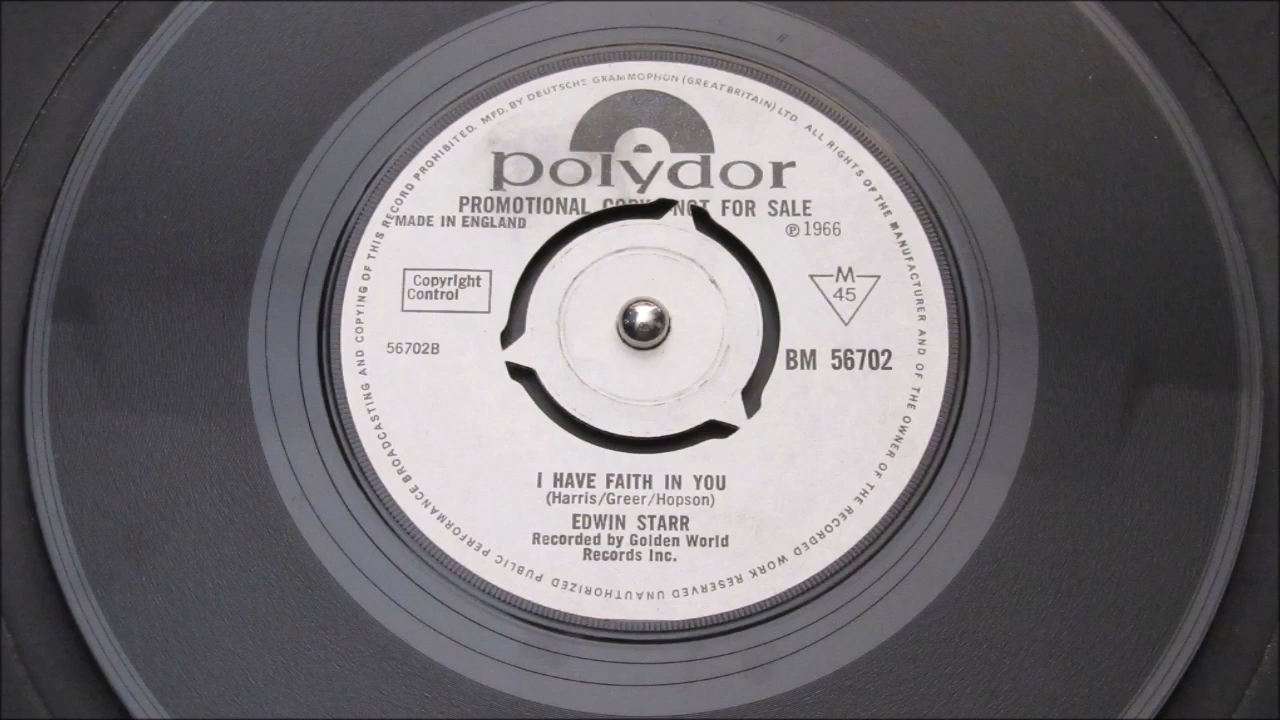 MFD. BY DEUTSCHE GRAMMOPHON (GREAT BRITAIN) LTD. ALL RIGHTS OF THE MANUFACTURER AND OF THE OWNER OF THE RECORDED WORK RESERVED UNAUTHORIZED PUBLIC PERFORMANCE BROADCASTING AND COPYING OF THIS RECORD PROHIBITED.
polydor
PROMOTIONAL COPY NOT FOR SALE
MADE IN ENGLAND
℗ 1966
Copyright
Control
M
45
56702B
BM 56702
I HAVE FAITH IN YOU
(Harris/Greer/Hopson)
EDWIN STARR
Recorded by Golden World
Records Inc.